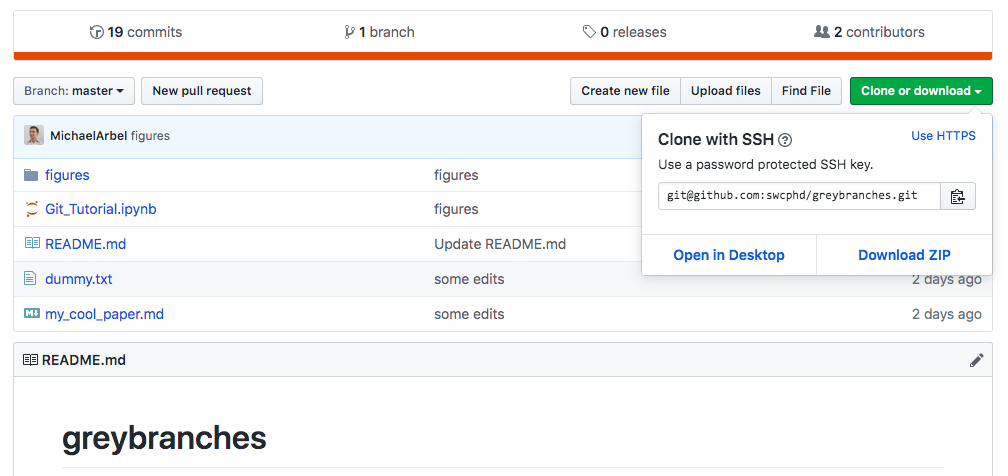 19 commits 1 branch 0 releases 2 contributors
Branch: master New pull request Create new file Upload files Find File Clone or download
MichaelArbel figures
Clone with SSH Use HTTPS
Use a password protected SSH key.
git@github.com:swcphd/greybranches.git
Open in Desktop Download ZIP
figures figures
Git_Tutorial.ipynb figures
README.md Update README.md
dummy.txt some edits 2 days ago
my_cool_paper.md some edits 2 days ago
README.md
greybranches